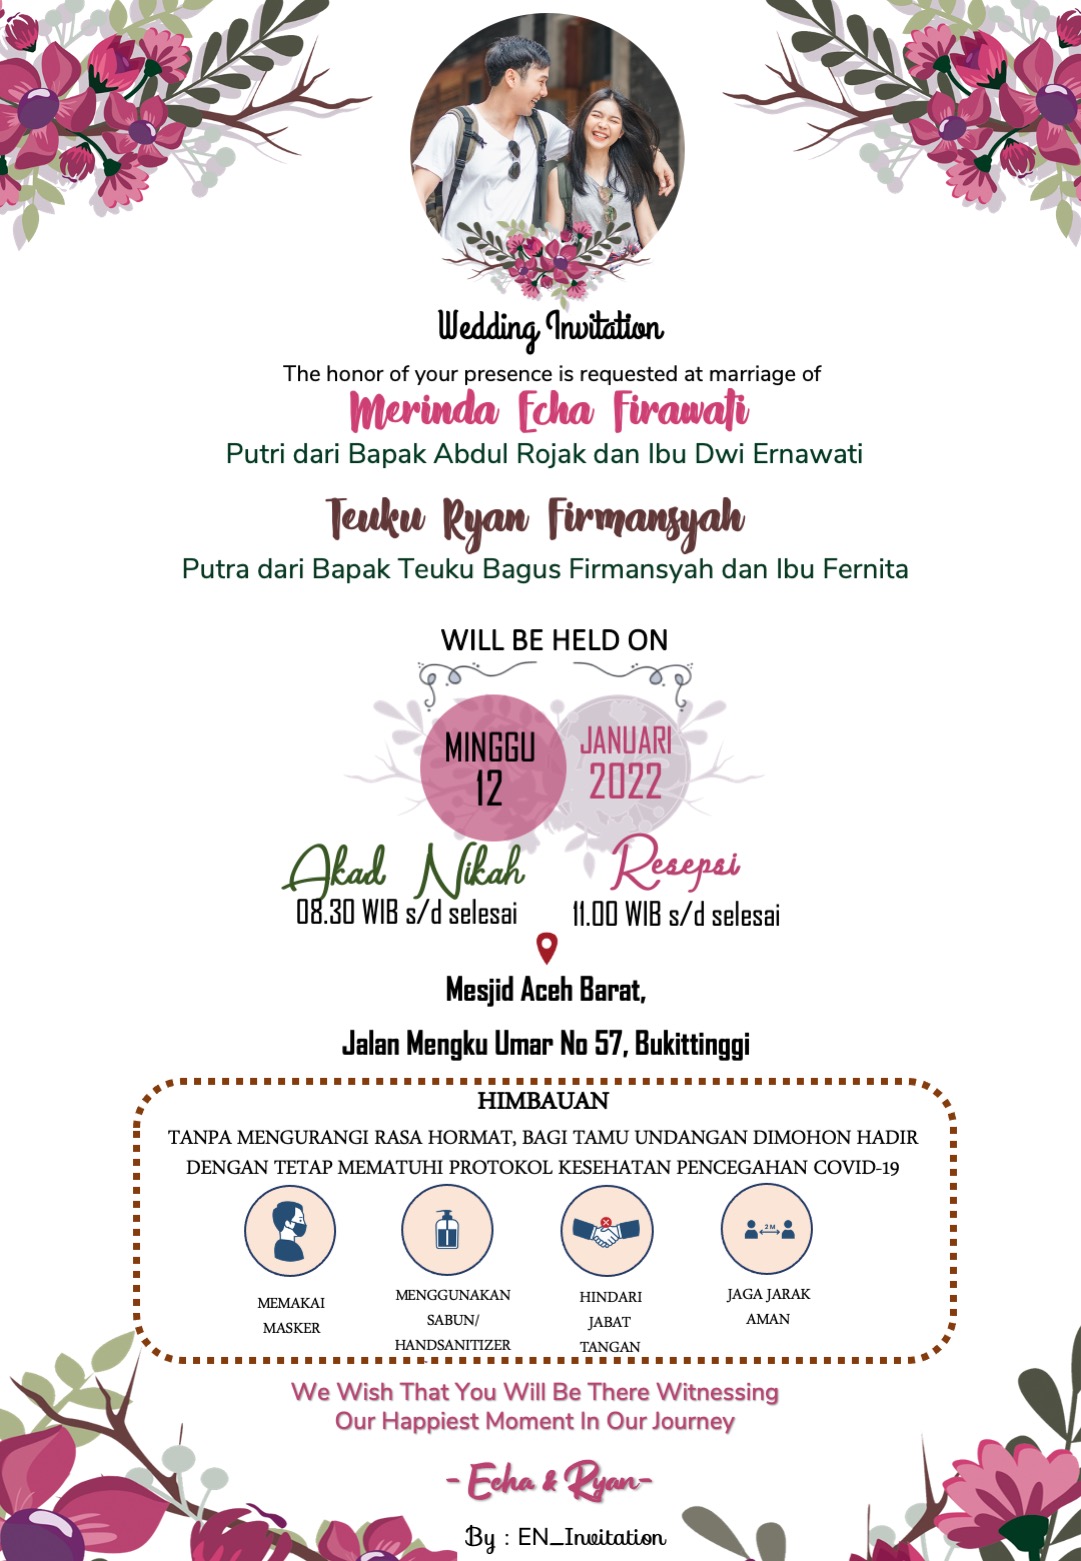 Wedding Invitation
The honor of your presence is requested at marriage of
Merinda Echa Firawati
Putri dari Bapak Abdul Rojak dan Ibu Dwi Ernawati
Teuku Ryan Firmansyah
Putra dari Bapak Teuku Bagus Firmansyah dan Ibu Fernita
WILL BE HELD ON
MINGGU
12
JANUARI
2022
Akad Nikah
08.30 WIB s/d selesai
Resepsi
11.00 WIB s/d selesai
Mesjid Aceh Barat,
Jalan Mengku Umar No 57, Bukittinggi
HIMBAUAN
TANPA MENGURANGI RASA HORMAT, BAGI TAMU UNDANGAN DIMOHON HADIR
DENGAN TETAP MEMATUHI PROTOKOL KESEHATAN PENCEGAHAN COVID-19
MEMAKAI
MASKER
MENGGUNAKAN
SABUN/
HANDSANITIZER
HINDARI
JABAT
TANGAN
2 M
JAGA JARAK
AMAN
We Wish That You Will Be There Witnessing
Our Happiest Moment In Our Journey
- Echa & Ryan-
By : EN_Invitation